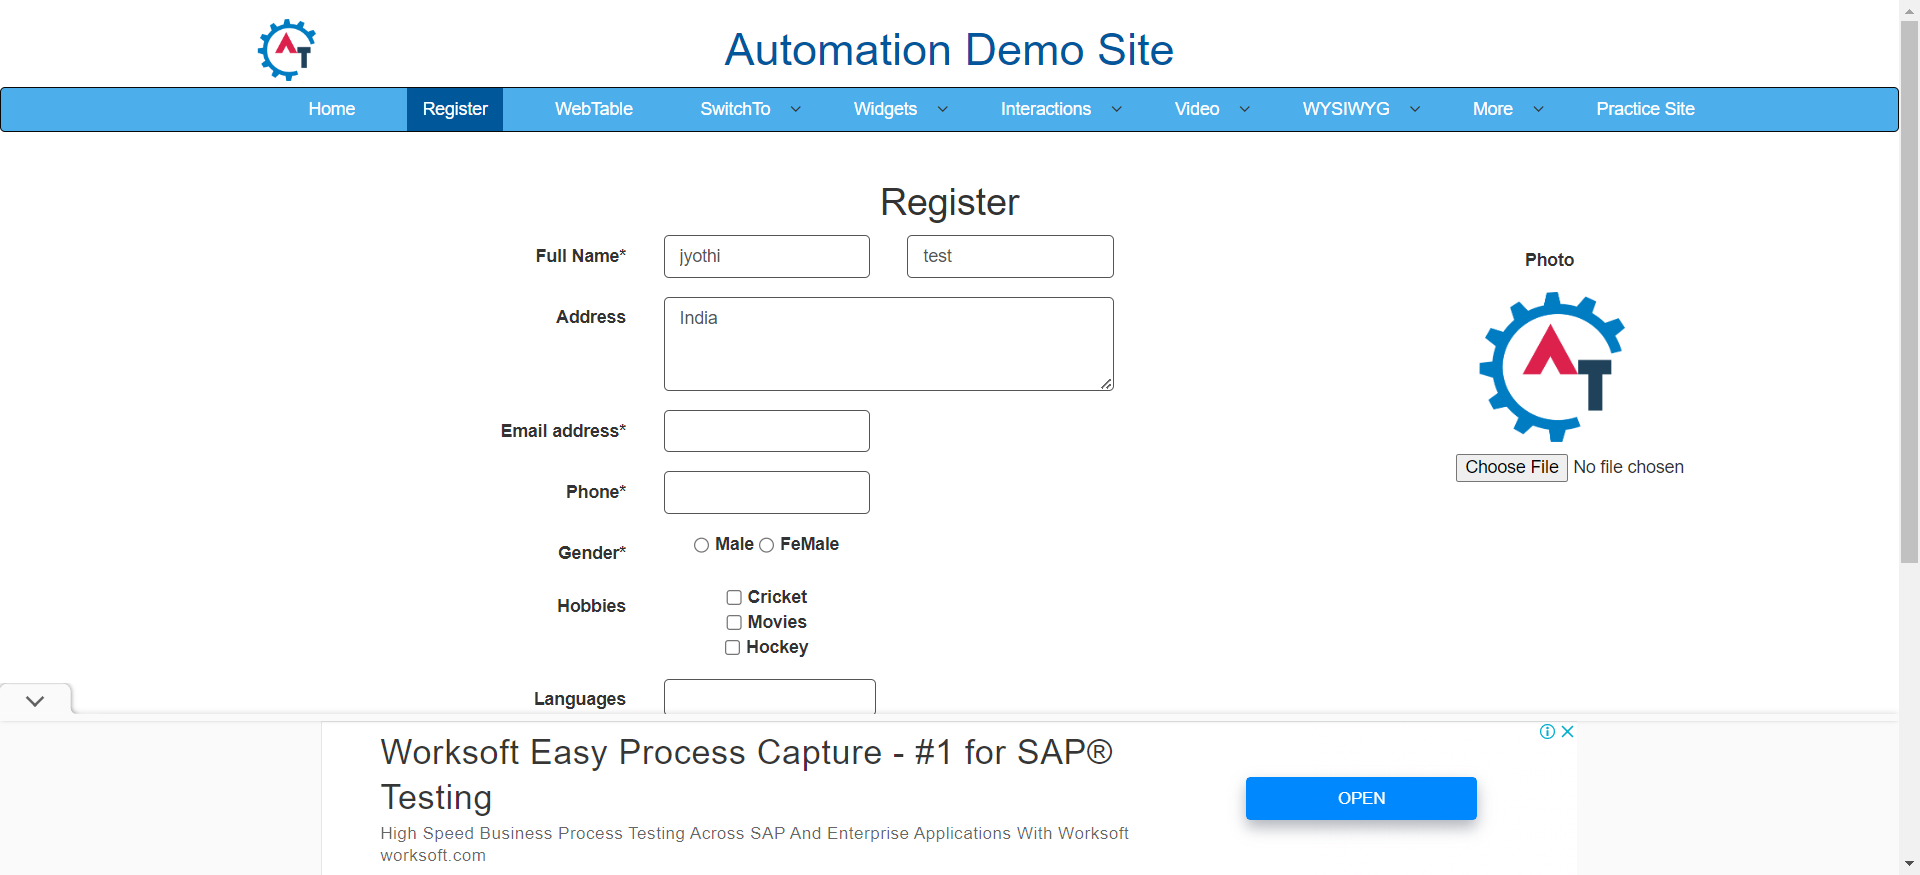 AT
Automation Demo Site
Home Register WebTable SwitchTo Widgets Interactions Video WYSIWYG More Practice Site
Register
Full Name* jyothi test
Photo
Address India
AT
Email address*
Choose File No file chosen
Phone*
Gender* Male FeMale
Hobbies Cricket
Movies
Hockey
Languages
Worksoft Easy Process Capture - #1 for SAP®
Testing
OPEN
High Speed Business Process Testing Across SAP And Enterprise Applications With Worksoft
worksoft.com